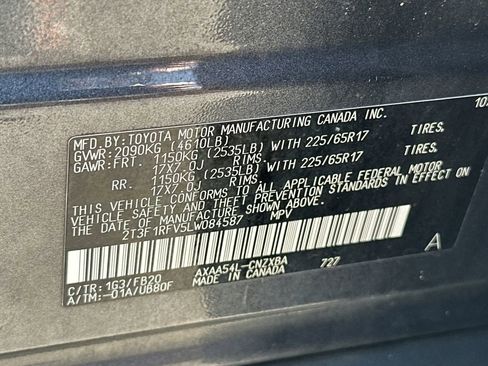 MFD.BY:TOYOTA MOTOR MANUFACTURING CANADA INC. 10
GVWR:2090KG (4610LB)
GAWR:FRT. 1150KG (2535LB) WITH 225/65R17 TIRES.
17X7.0J RIMS.
RR. 1150KG (2535LB) WITH 225/65R17 TIRES.
17X7.0J RIMS.
THIS VEHICLE CONFORMS TO ALL APPLICABLE FEDERAL MOTOR
VEHICLE SAFETY AND THEFT PREVENTION STANDARDS IN EFFECT ON
THE DATE OF MANUFACTURE SHOWN ABOVE.
2T3F1RFV5LW084587 MPV
A
C/TR:1G3/FB20 AXAA54L-CNZXBA 727
A/TM:-01A/UB80F MADE IN CANADA